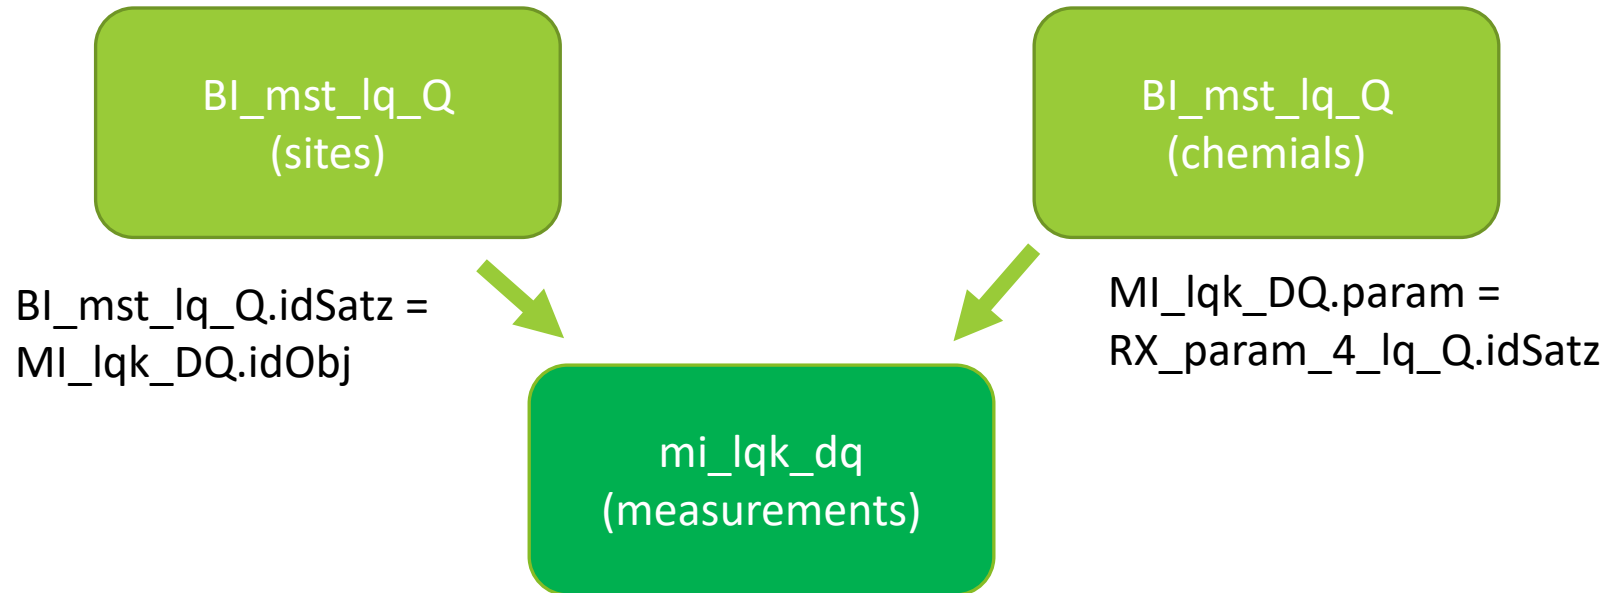 BI_mst_lq_Q
(sites)
BI_mst_lq_Q
(chemials)
BI_mst_lq_Q.idSatz =
MI_lqk_DQ.idObj
MI_lqk_DQ.param =
RX_param_4_lq_Q.idSatz
mi_lqk_dq
(measurements)